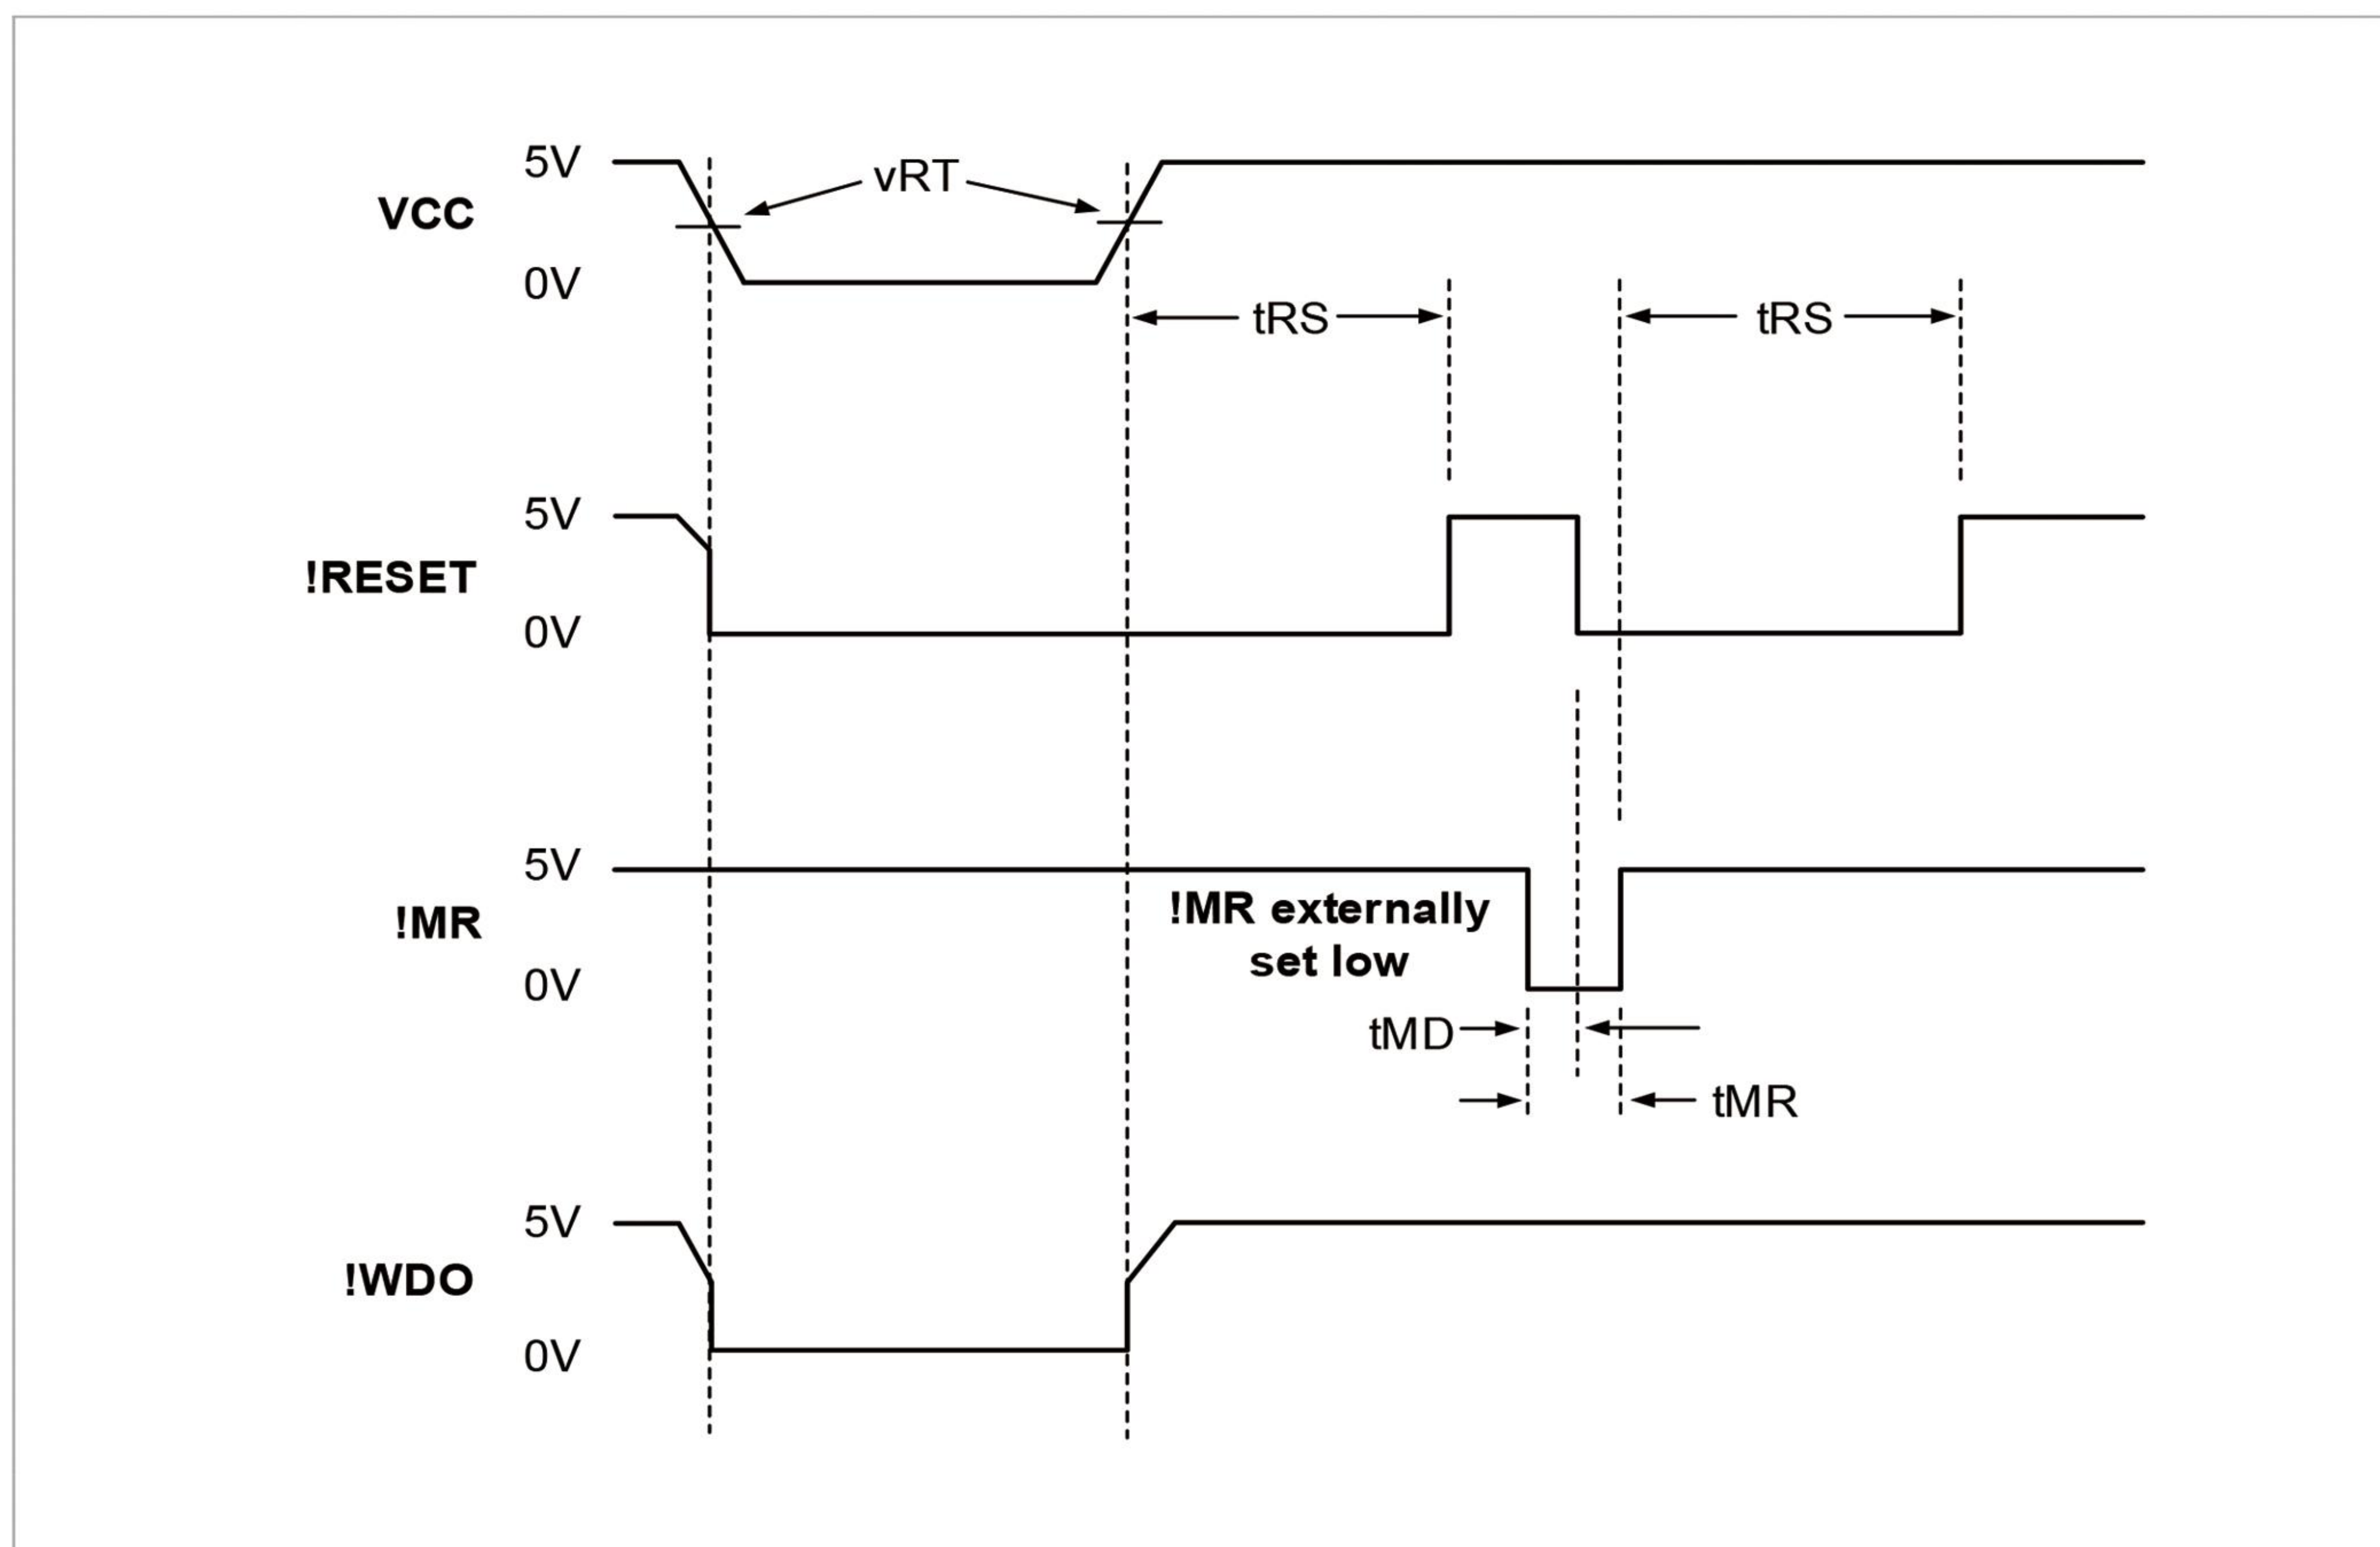 5V
vRT
VCC
0V
tRS
tRS
5V
!RESET
0V
5V
!MR externally
!MR
set low
0V
tMD
tMR
5V
!WDO
0V